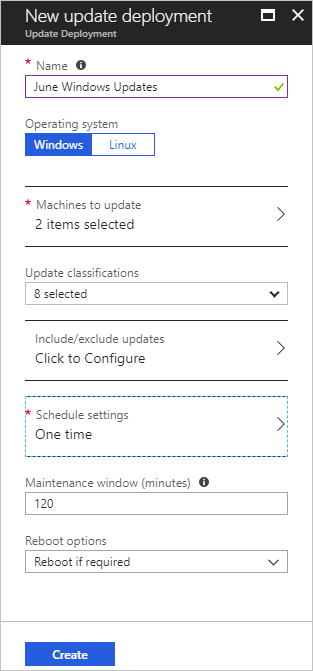 New update deployment
Update Deployment
* Name
June Windows Updates
Operating system
Windows Linux
* Machines to update
2 items selected
Update classifications
8 selected
Include/exclude updates
Click to Configure
* Schedule settings
One time
Maintenance window (minutes)
120
Reboot options
Reboot if required
Create